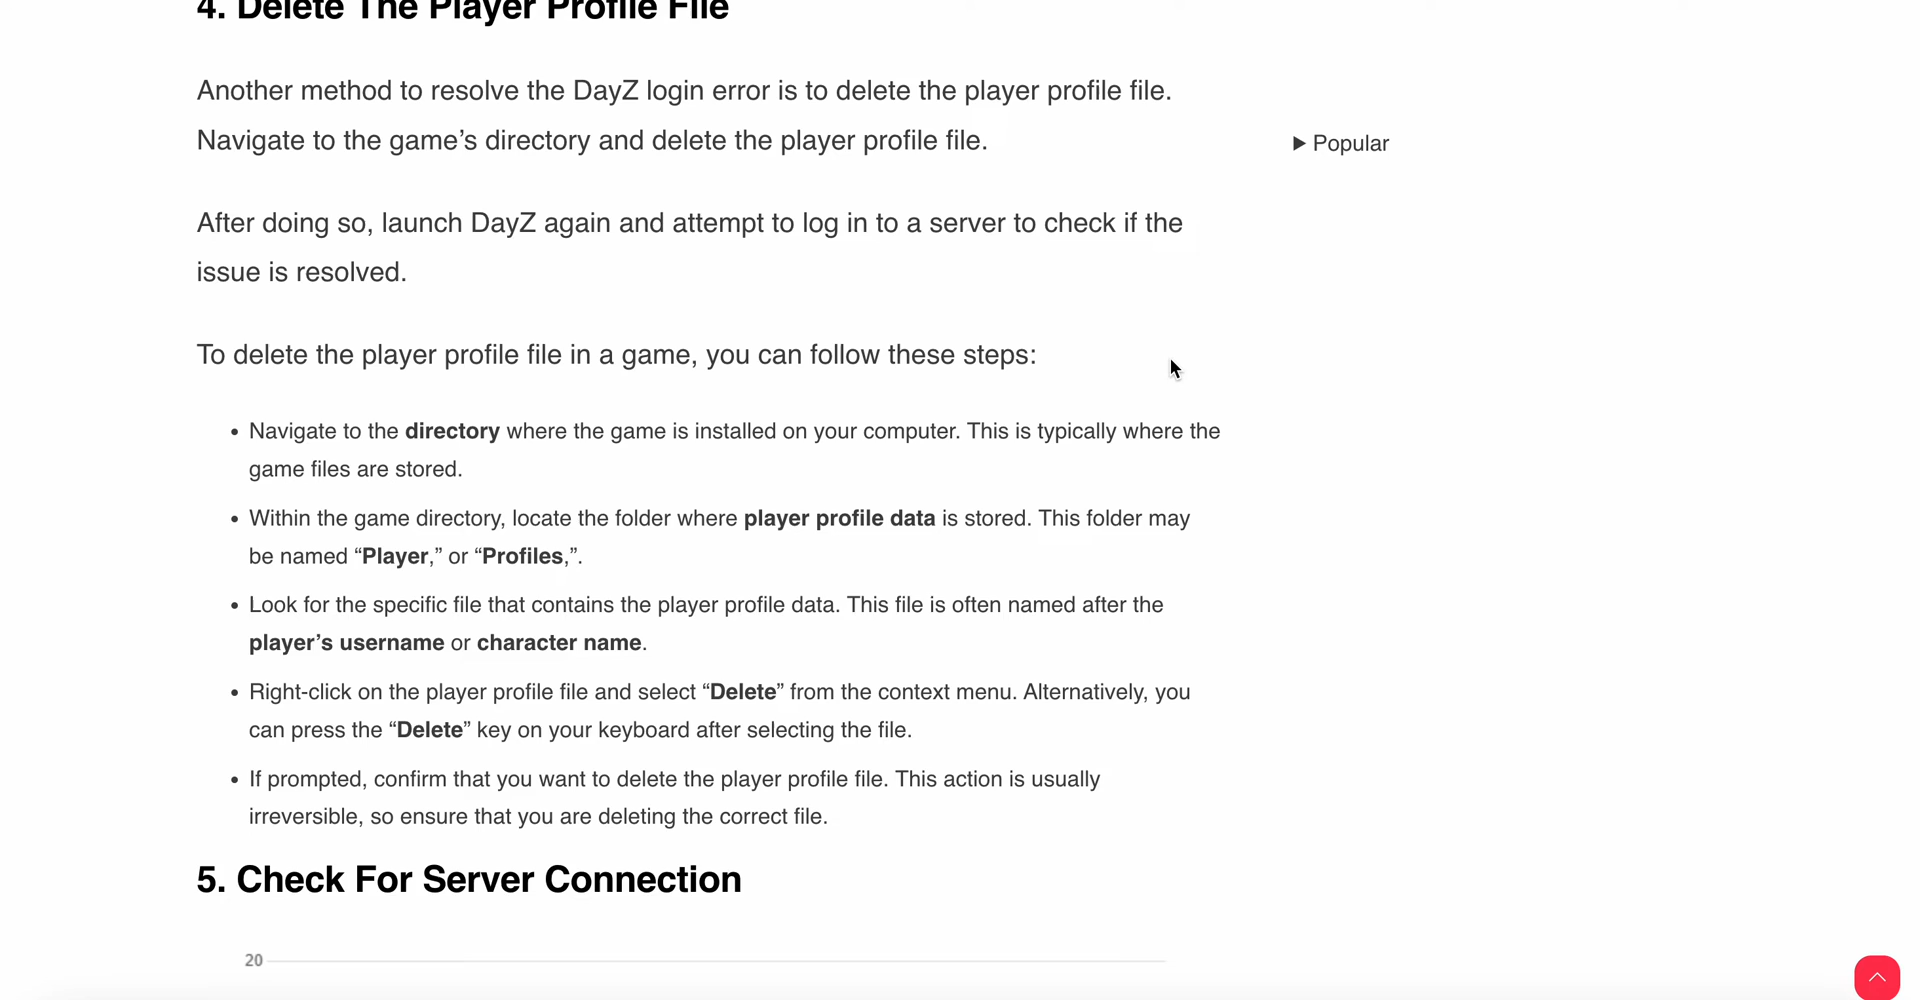 4. Delete The Player Profile File
Another method to resolve the DayZ login error is to delete the player profile file.
Navigate to the game’s directory and delete the player profile file.
▶ Popular
After doing so, launch DayZ again and attempt to log in to a server to check if the
issue is resolved.
To delete the player profile file in a game, you can follow these steps:
• Navigate to the directory where the game is installed on your computer. This is typically where the
game files are stored.
• Within the game directory, locate the folder where player profile data is stored. This folder may
be named “Player,” or “Profiles,”.
• Look for the specific file that contains the player profile data. This file is often named after the
player’s username or character name.
• Right-click on the player profile file and select “Delete” from the context menu. Alternatively, you
can press the “Delete” key on your keyboard after selecting the file.
• If prompted, confirm that you want to delete the player profile file. This action is usually
irreversible, so ensure that you are deleting the correct file.
5. Check For Server Connection
20